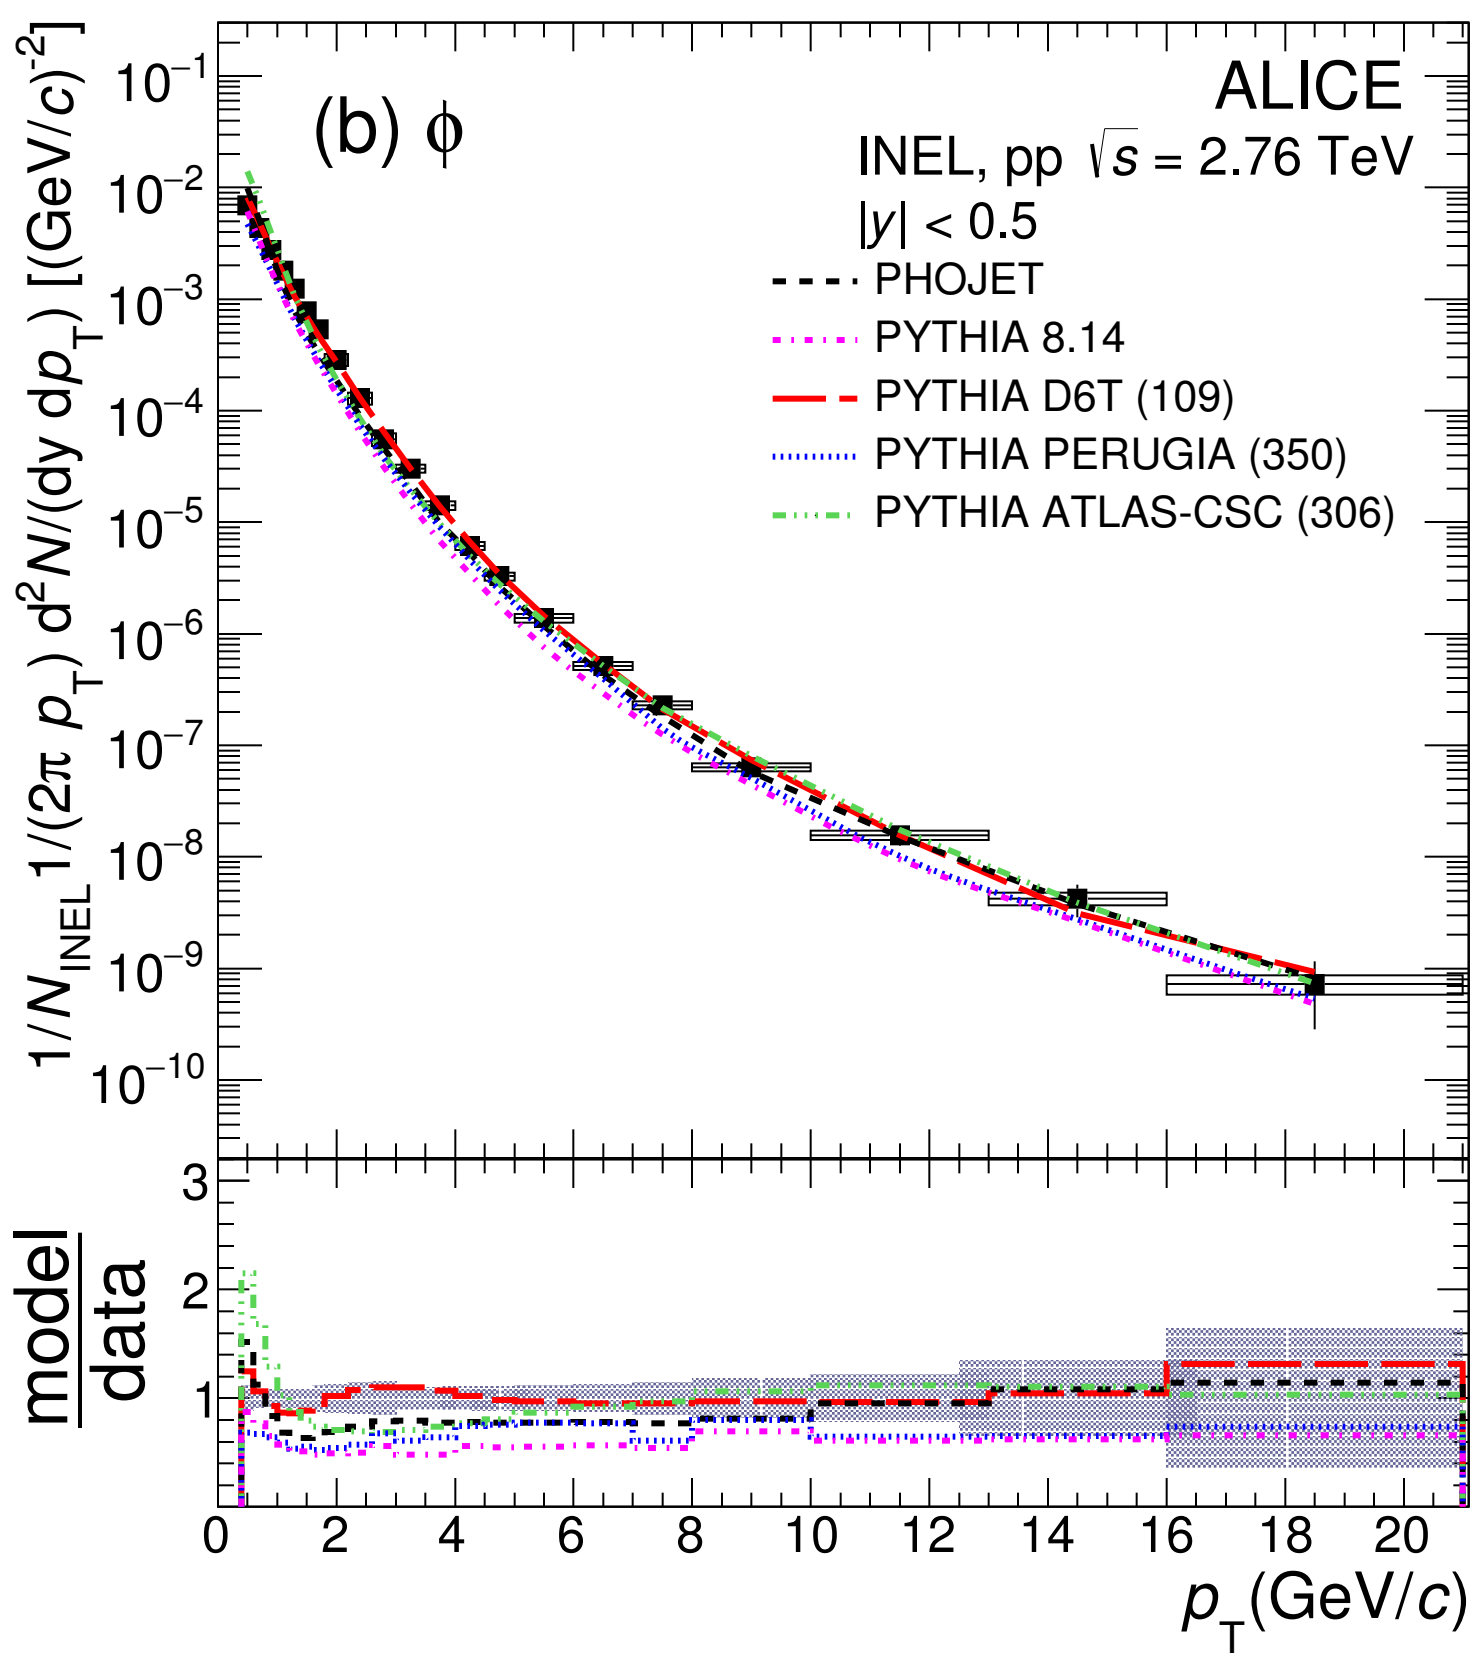 1/N_INEL 1/(2π p_T) d²N/(dy dp_T) [(GeV/c)⁻²]
10⁻¹
10⁻²
10⁻³
10⁻⁴
10⁻⁵
10⁻⁶
10⁻⁷
10⁻⁸
10⁻⁹
10⁻¹⁰
(b) ϕ
ALICE
INEL, pp √s = 2.76 TeV
|y| < 0.5
PHOJET
PYTHIA 8.14
PYTHIA D6T (109)
PYTHIA PERUGIA (350)
PYTHIA ATLAS-CSC (306)
model
data
3
2
1
0 2 4 6 8 10 12 14 16 18 20
p_T (GeV/c)